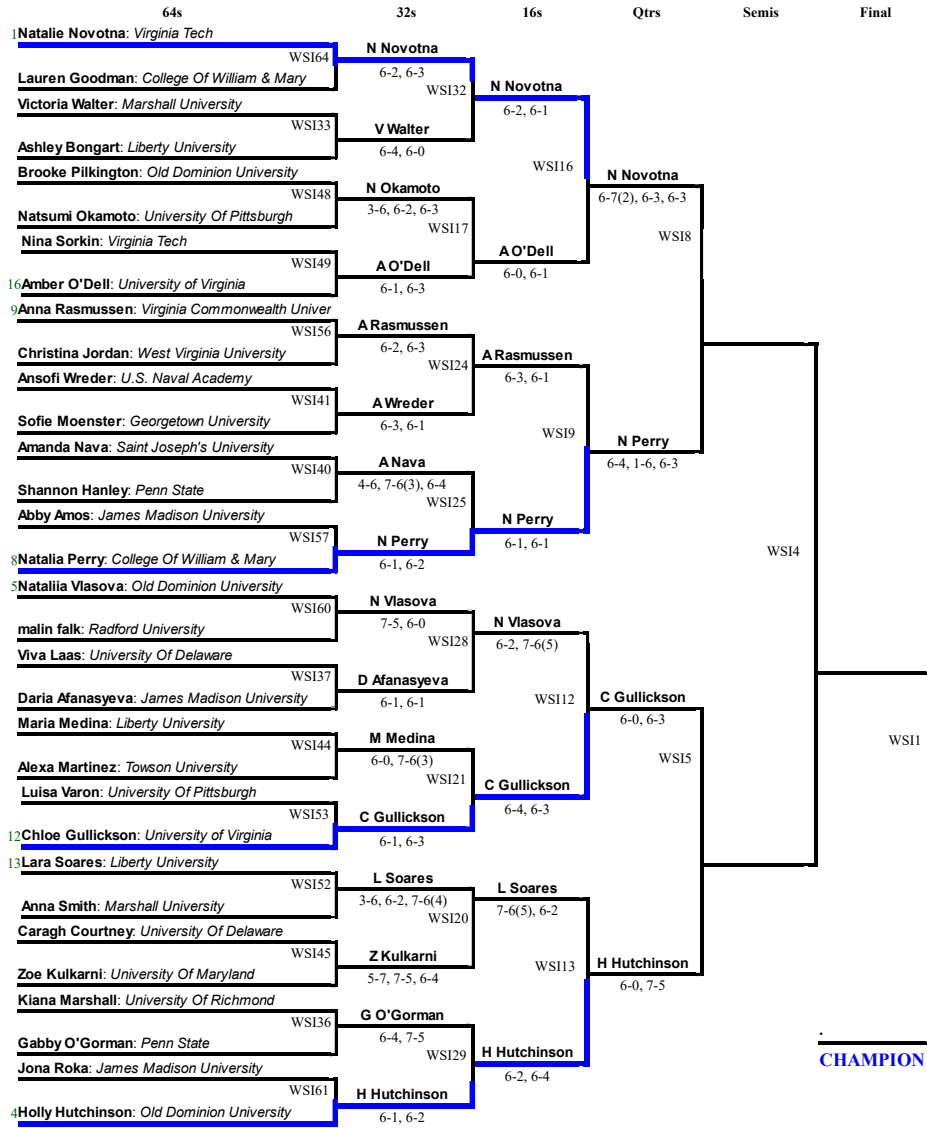 64s 32s 16s Qtrs Semis Final
1 Natalie Novotna: Virginia Tech
WSI64
Lauren Goodman: College Of William & Mary
Victoria Walter: Marshall University
WSI33
Ashley Bongart: Liberty University
Brooke Pilkington: Old Dominion University
WSI48
Natsumi Okamoto: University Of Pittsburgh
Nina Sorkin: Virginia Tech
WSI49
16 Amber O'Dell: University of Virginia
9 Anna Rasmussen: Virginia Commonwealth Univer
WSI56
Christina Jordan: West Virginia University
Ansofi Wreder: U.S. Naval Academy
WSI41
Sofie Moenster: Georgetown University
Amanda Nava: Saint Joseph's University
WSI40
Shannon Hanley: Penn State
Abby Amos: James Madison University
WSI57
8 Natalia Perry: College Of William & Mary
5 Nataliia Vlasova: Old Dominion University
WSI60
malin falk: Radford University
Viva Laas: University Of Delaware
WSI37
Daria Afanasyeva: James Madison University
Maria Medina: Liberty University
WSI44
Alexa Martinez: Towson University
Luisa Varon: University Of Pittsburgh
WSI53
12 Chloe Gullickson: University of Virginia
13 Lara Soares: Liberty University
WSI52
Anna Smith: Marshall University
Caragh Courtney: University Of Delaware
WSI45
Zoe Kulkarni: University Of Maryland
Kiana Marshall: University Of Richmond
WSI36
Gabby O'Gorman: Penn State
Jona Roka: James Madison University
WSI61
4 Holly Hutchinson: Old Dominion University
N Novotna
6-2, 6-3
WSI32
V Walter
6-4, 6-0
N Okamoto
3-6, 6-2, 6-3
WSI17
A O'Dell
6-1, 6-3
A Rasmussen
6-2, 6-3
WSI24
A Wreder
6-3, 6-1
A Nava
4-6, 7-6(3), 6-4
WSI25
N Perry
6-1, 6-2
N Vlasova
7-5, 6-0
WSI28
D Afanasyeva
6-1, 6-1
M Medina
6-0, 7-6(3)
WSI21
C Gullickson
6-1, 6-3
L Soares
3-6, 6-2, 7-6(4)
WSI20
Z Kulkarni
5-7, 7-5, 6-4
G O'Gorman
6-4, 7-5
WSI29
H Hutchinson
6-1, 6-2
N Novotna
6-2, 6-1
WSI16
A O'Dell
6-0, 6-1
A Rasmussen
6-3, 6-1
WSI9
N Perry
6-1, 6-1
N Vlasova
6-2, 7-6(5)
WSI12
C Gullickson
6-4, 6-3
L Soares
7-6(5), 6-2
WSI13
H Hutchinson
6-2, 6-4
N Novotna
6-7(2), 6-3, 6-3
WSI8
N Perry
6-4, 1-6, 6-3
C Gullickson
6-0, 6-3
WSI5
H Hutchinson
6-0, 7-5
WSI4
WSI1
.
CHAMPION